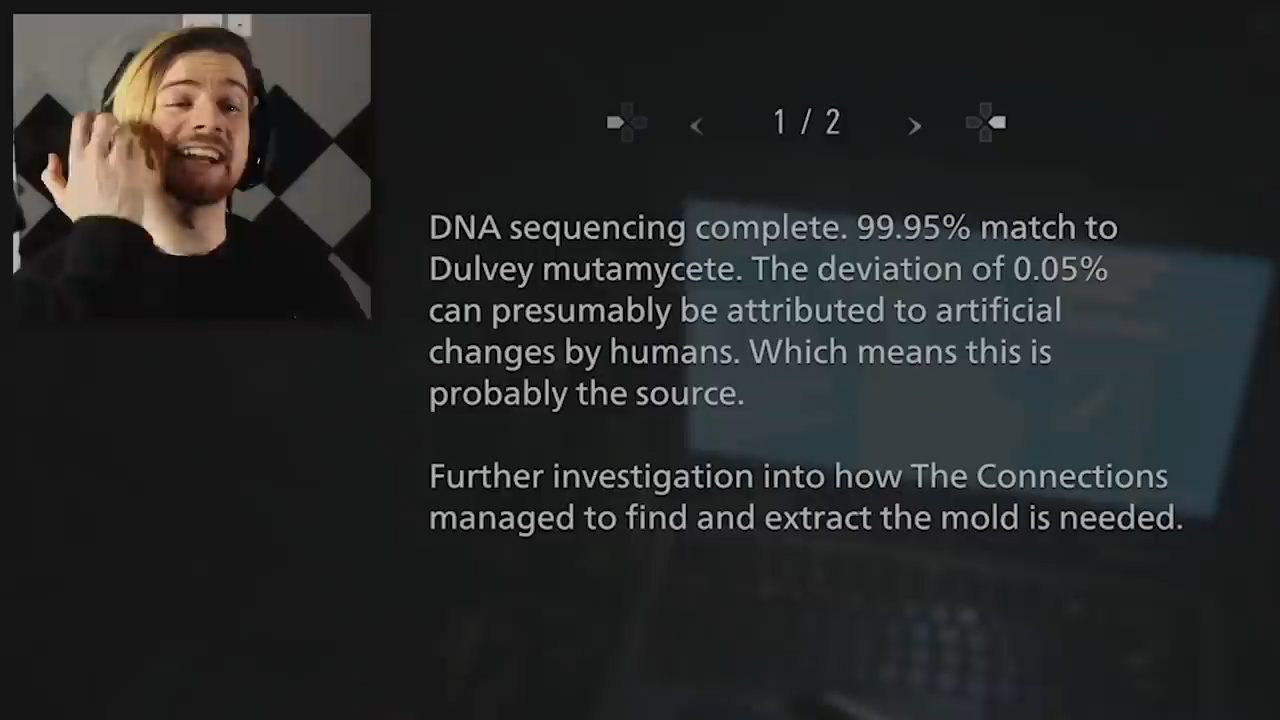 1 / 2
DNA sequencing complete. 99.95% match to
Dulvey mutamycete. The deviation of 0.05%
can presumably be attributed to artificial
changes by humans. Which means this is
probably the source.
Further investigation into how The Connections
managed to find and extract the mold is needed.